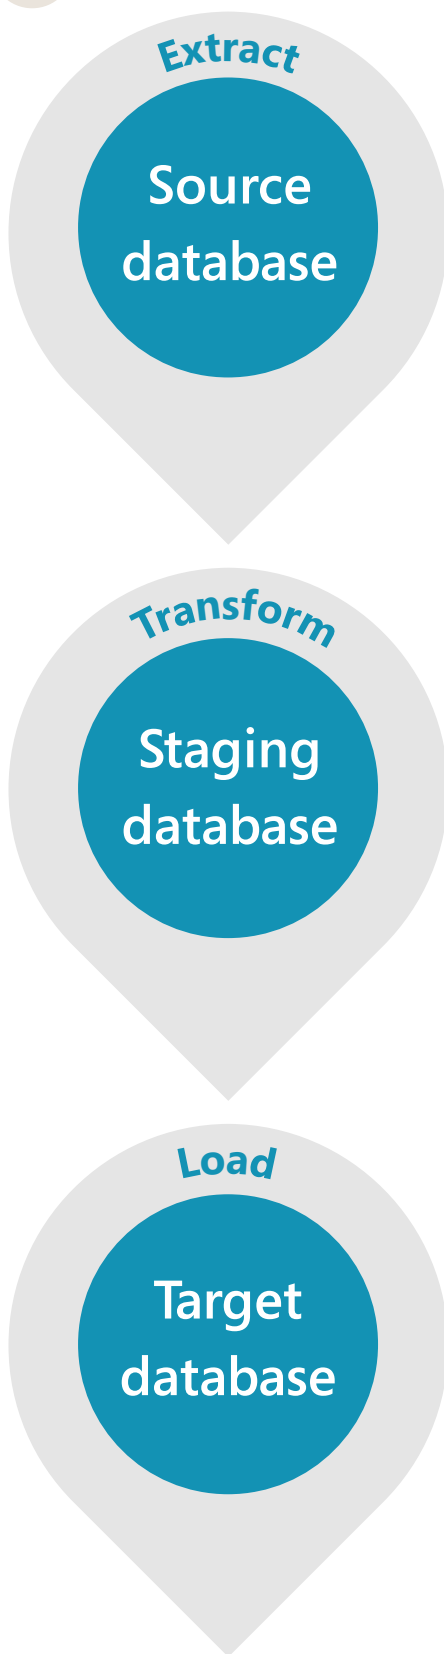 Extract
Source
database
Transform
Staging
database
Load
Target
database